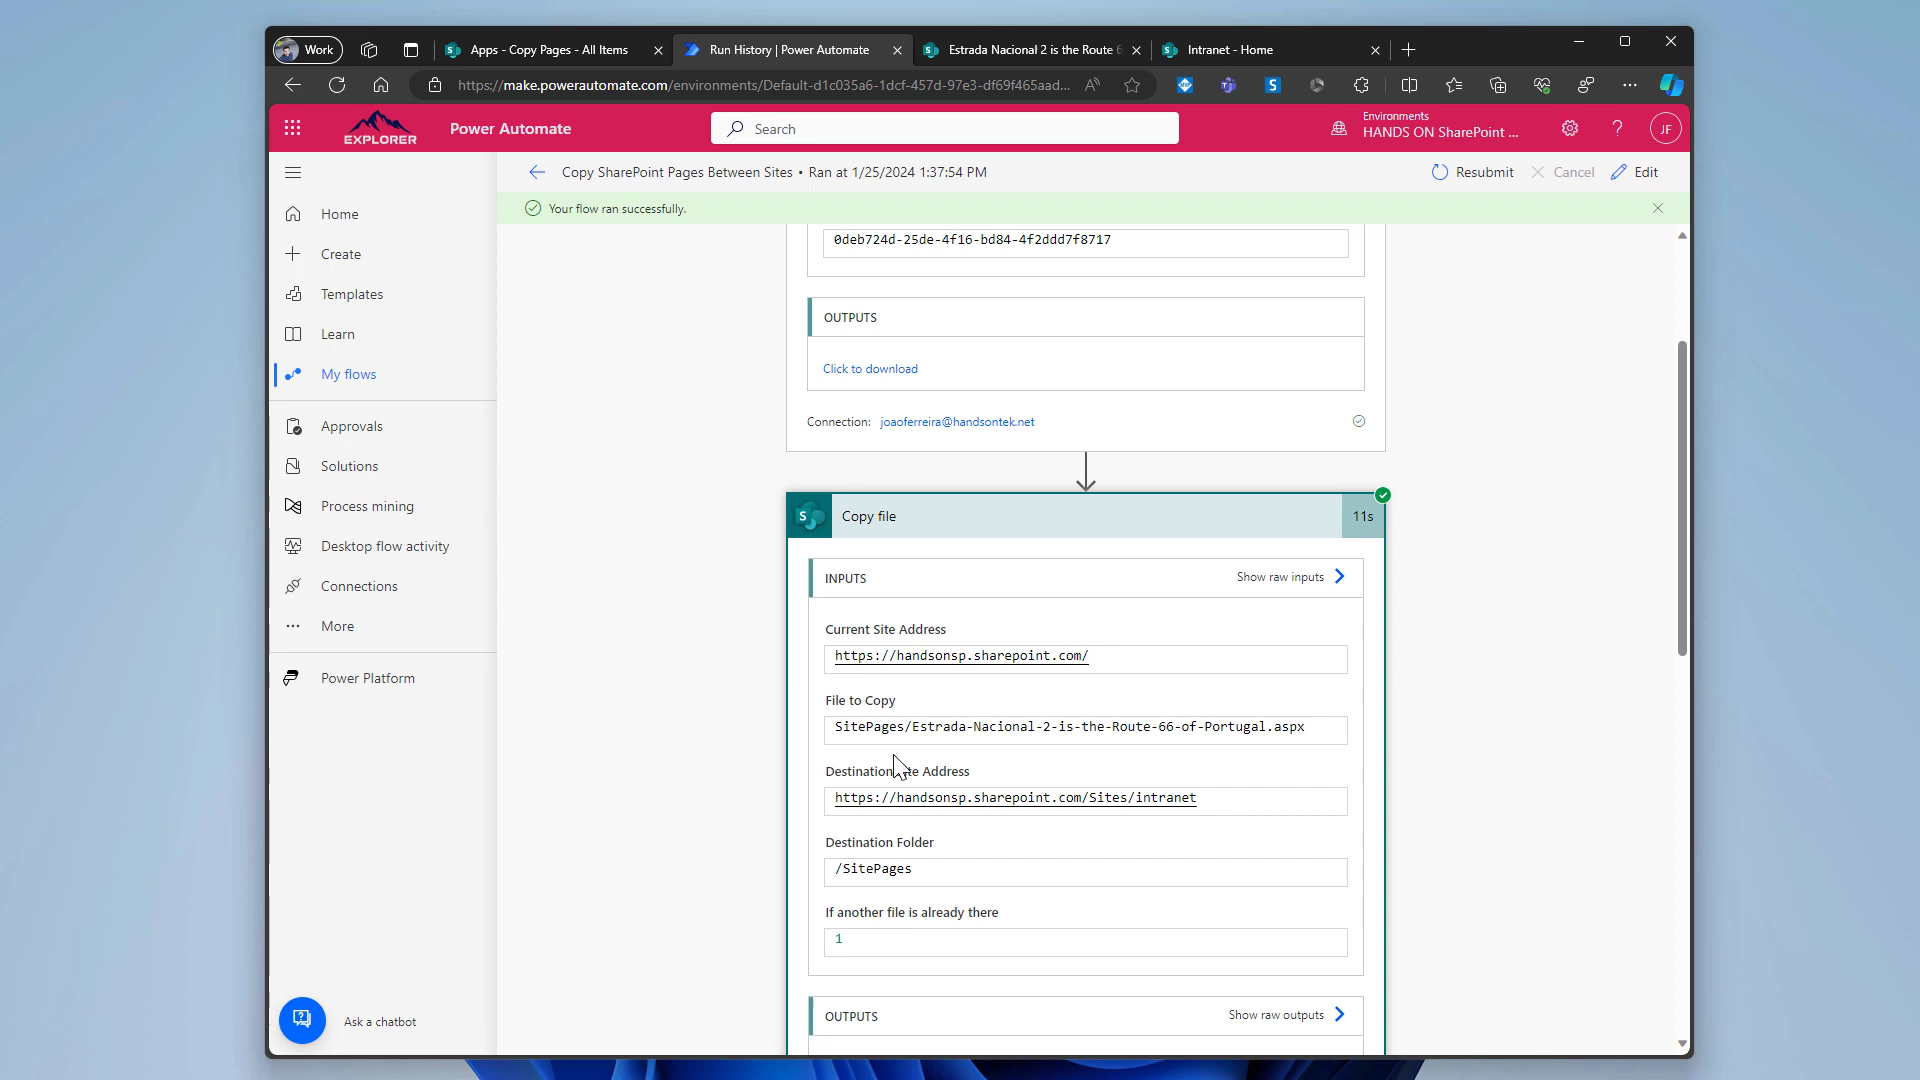 Work
Apps - Copy Pages - All Items
Run History | Power Automate
Estrada Nacional 2 is the Route 6
Intranet - Home
https://make.powerautomate.com/environments/Default-d1c035a6-1dcf-457d-97e3-df69f465aad...
EXPLORER
Power Automate
Search
Environments
HANDS ON SharePoint ...
JF
Copy SharePoint Pages Between Sites • Ran at 1/25/2024 1:37:54 PM
Resubmit
Cancel
Edit
Your flow ran successfully.
Home
Create
Templates
Learn
My flows
Approvals
Solutions
Process mining
Desktop flow activity
Connections
More
Power Platform
Ask a chatbot
0deb724d-25de-4f16-bd84-4f2ddd7f8717
OUTPUTS
Click to download
Connection: joaoferreira@handsontek.net
Copy file
11s
INPUTS
Show raw inputs
Current Site Address
https://handsonsp.sharepoint.com/
File to Copy
SitePages/Estrada-Nacional-2-is-the-Route-66-of-Portugal.aspx
Destination Site Address
https://handsonsp.sharepoint.com/Sites/intranet
Destination Folder
/SitePages
If another file is already there
1
OUTPUTS
Show raw outputs